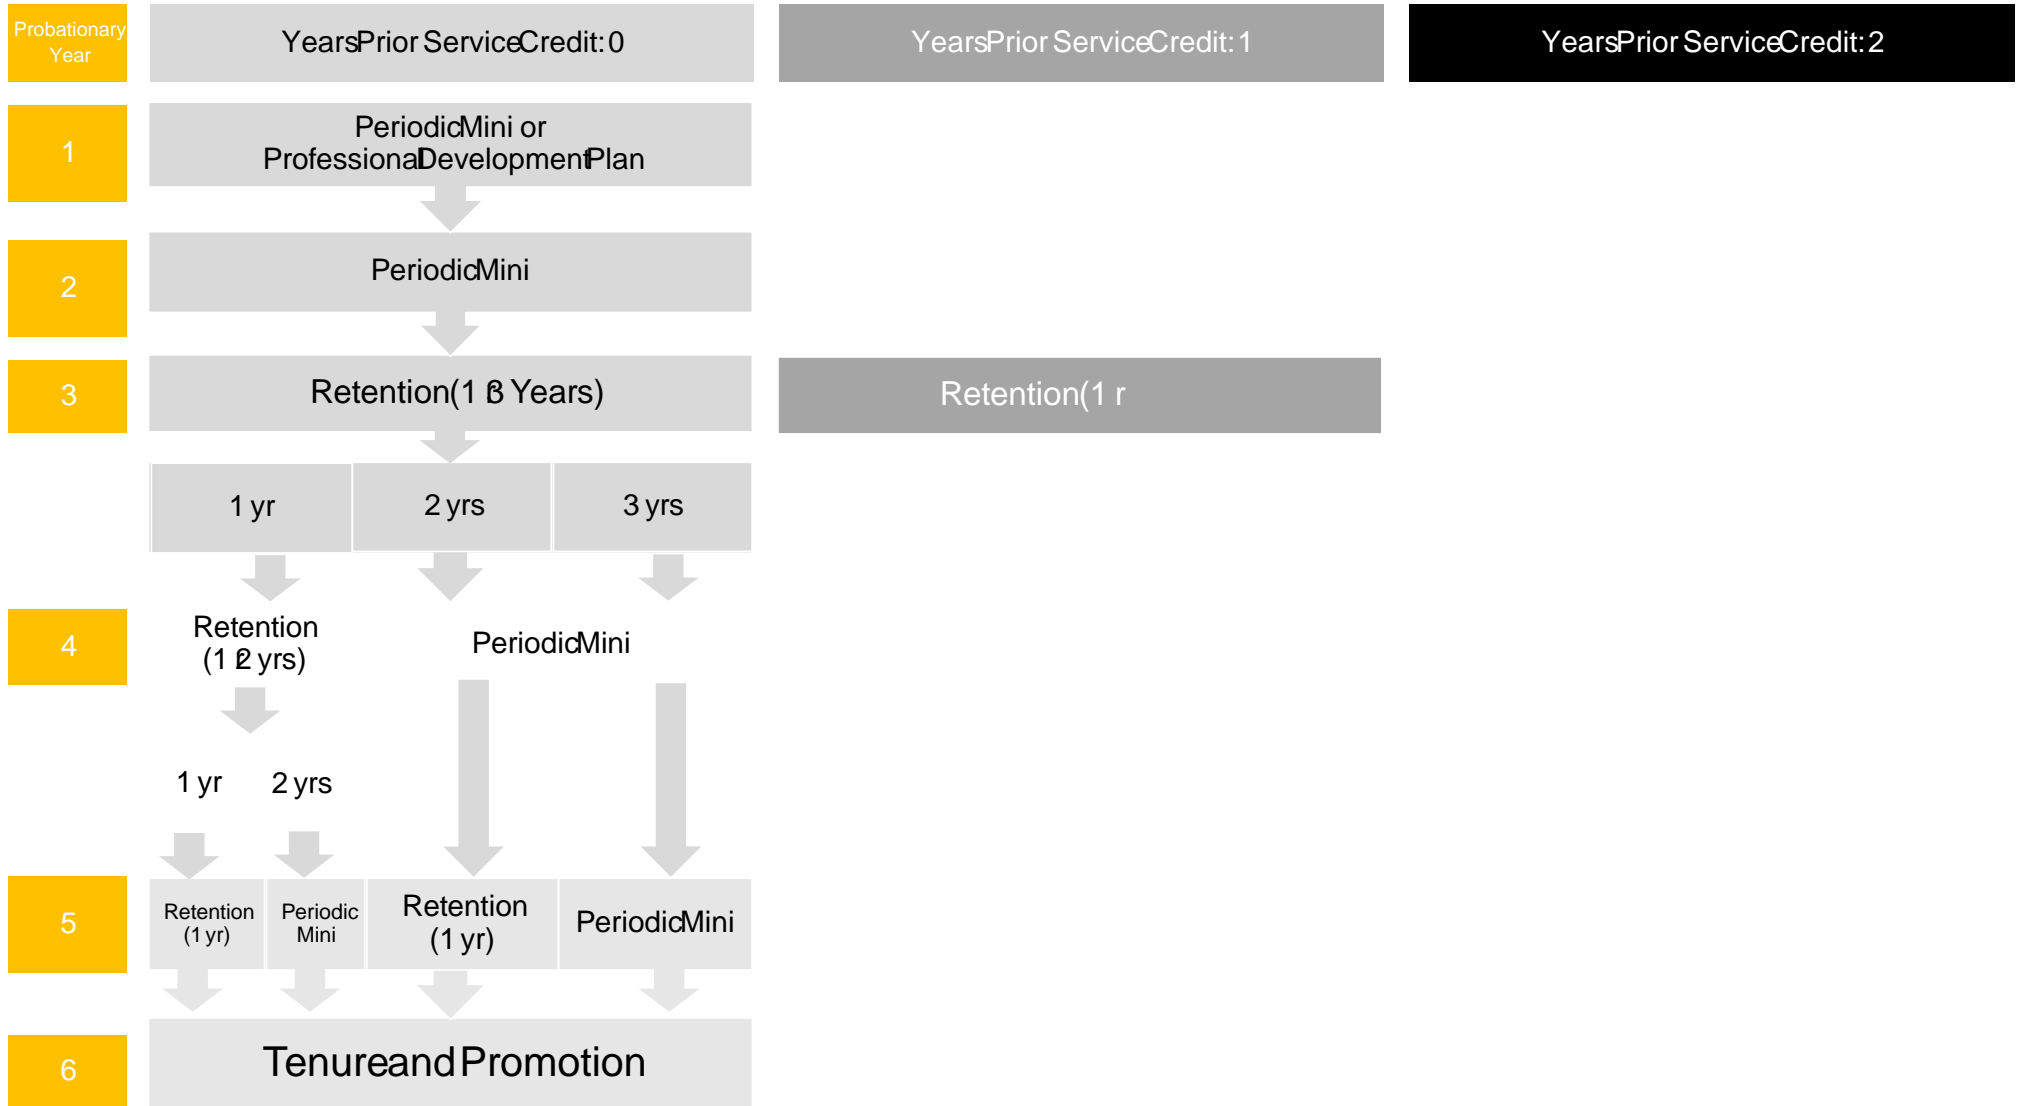 Probationary
Year
Years Prior Service Credit: 0
Years Prior Service Credit: 1
Years Prior Service Credit: 2
1
Periodic Mini or
Professional Development Plan
2
Periodic Mini
3
Retention (1 3 Years)
Retention (1 r
1 yr
2 yrs
3 yrs
4
Retention
(1 2 yrs)
Periodic Mini
1 yr
2 yrs
5
Retention
(1 yr)
Periodic
Mini
Retention
(1 yr)
Periodic Mini
6
Tenure and Promotion